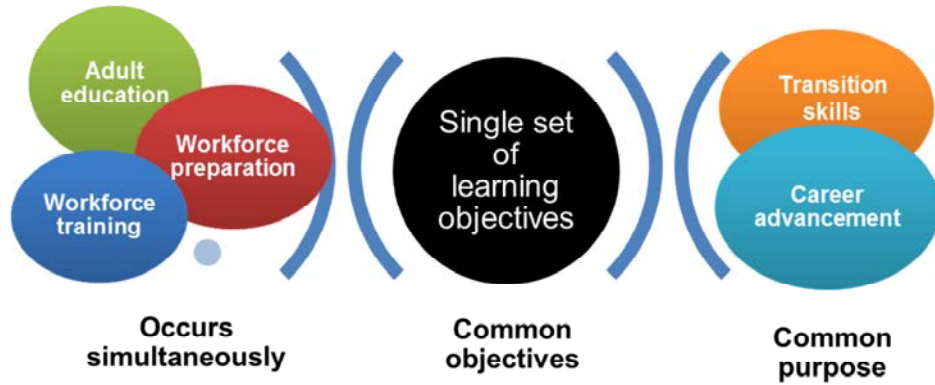 Adult
education
Workforce
preparation
Workforce
training
Single set
of
learning
objectives
Transition
skills
Career
advancement
Occurs
simultaneously
Common
objectives
Common
purpose